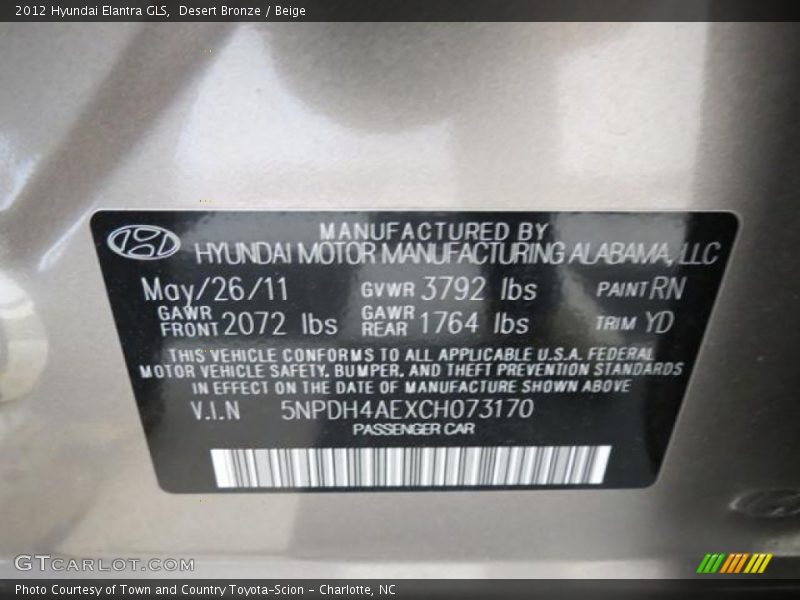 2012 Hyundai Elantra GLS,  Desert Bronze / Beige
MANUFACTURED BY
HYUNDAI MOTOR MANUFACTURING ALABAMA, LLC
May/26/11 GVWR 3792 lbs PAINT RN
GAWR FRONT 2072 lbs GAWR REAR 1764 lbs TRIM YD
THIS VEHICLE CONFORMS TO ALL APPLICABLE U.S.A. FEDERAL
MOTOR VEHICLE SAFETY, BUMPER, AND THEFT PREVENTION STANDARDS
IN EFFECT ON THE DATE OF MANUFACTURE SHOWN ABOVE
V.I.N 5NPDH4AEXCH073170
PASSENGER CAR
GTCARLOT.COM
Photo Courtesy of Town and Country Toyota-Scion - Charlotte, NC